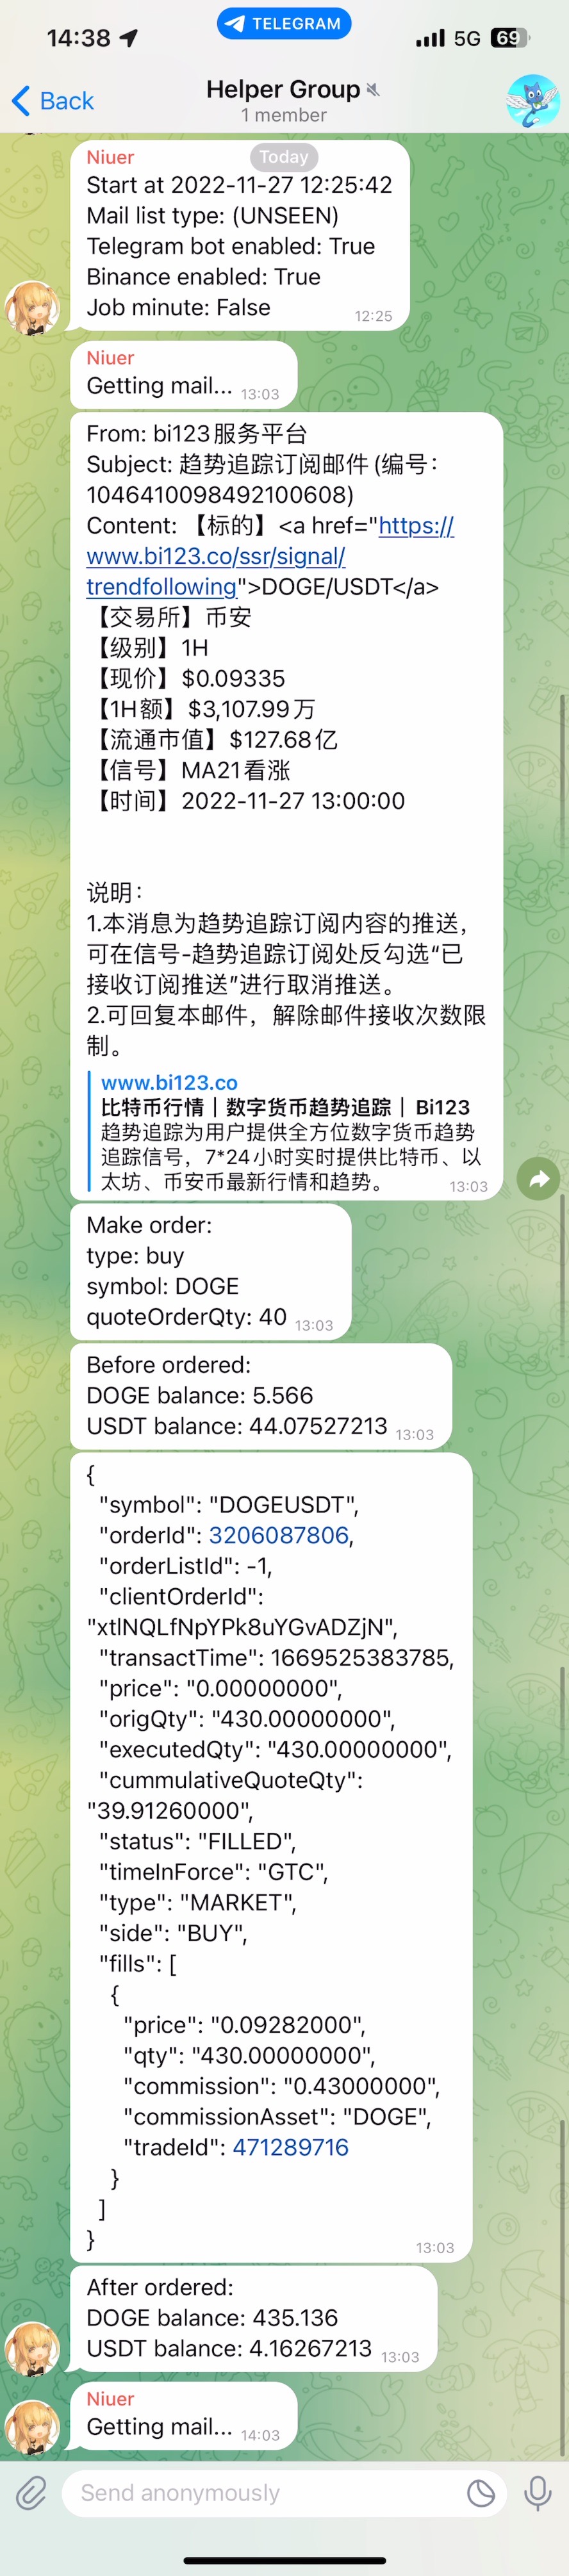 14:38
TELEGRAM
5G 69
Back
Helper Group
1 member
Today
Niuer
Start at 2022-11-27 12:25:42
Mail list type: (UNSEEN)
Telegram bot enabled: True
Binance enabled: True
Job minute: False 12:25
Niuer
Getting mail... 13:03
From: bi123服务平台
Subject: 趋势追踪订阅邮件 (编号：
1046410098492100608)
Content: 【标的】<a href="https://
www.bi123.co/ssr/signal/
trendfollowing">DOGE/USDT</a>
【交易所】币安
【级别】1H
【现价】$0.09335
【1H额】$3,107.99万
【流通市值】$127.68亿
【信号】MA21看涨
【时间】2022-11-27 13:00:00
说明：
1.本消息为趋势追踪订阅内容的推送，
可在信号-趋势追踪订阅处反勾选“已
接收订阅推送”进行取消推送。
2.可回复本邮件，解除邮件接收次数限
制。
www.bi123.co
比特币行情｜数字货币趋势追踪｜ Bi123
趋势追踪为用户提供全方位数字货币趋势
追踪信号，7*24小时实时提供比特币、以
太坊、币安币最新行情和趋势。 13:03
Make order:
type: buy
symbol: DOGE
quoteOrderQty: 40 13:03
Before ordered:
DOGE balance: 5.566
USDT balance: 44.07527213 13:03
{
"symbol": "DOGEUSDT",
"orderId": 3206087806,
"orderListId": -1,
"clientOrderId":
"xtlNQLfNpYPk8uYGvADZjN",
"transactTime": 1669525383785,
"price": "0.00000000",
"origQty": "430.00000000",
"executedQty": "430.00000000",
"cummulativeQuoteQty":
"39.91260000",
"status": "FILLED",
"timeInForce": "GTC",
"type": "MARKET",
"side": "BUY",
"fills": [
{
"price": "0.09282000",
"qty": "430.00000000",
"commission": "0.43000000",
"commissionAsset": "DOGE",
"tradeId": 471289716
}
]
} 13:03
After ordered:
DOGE balance: 435.136
USDT balance: 4.16267213 13:03
Niuer
Getting mail... 14:03
Send anonymously